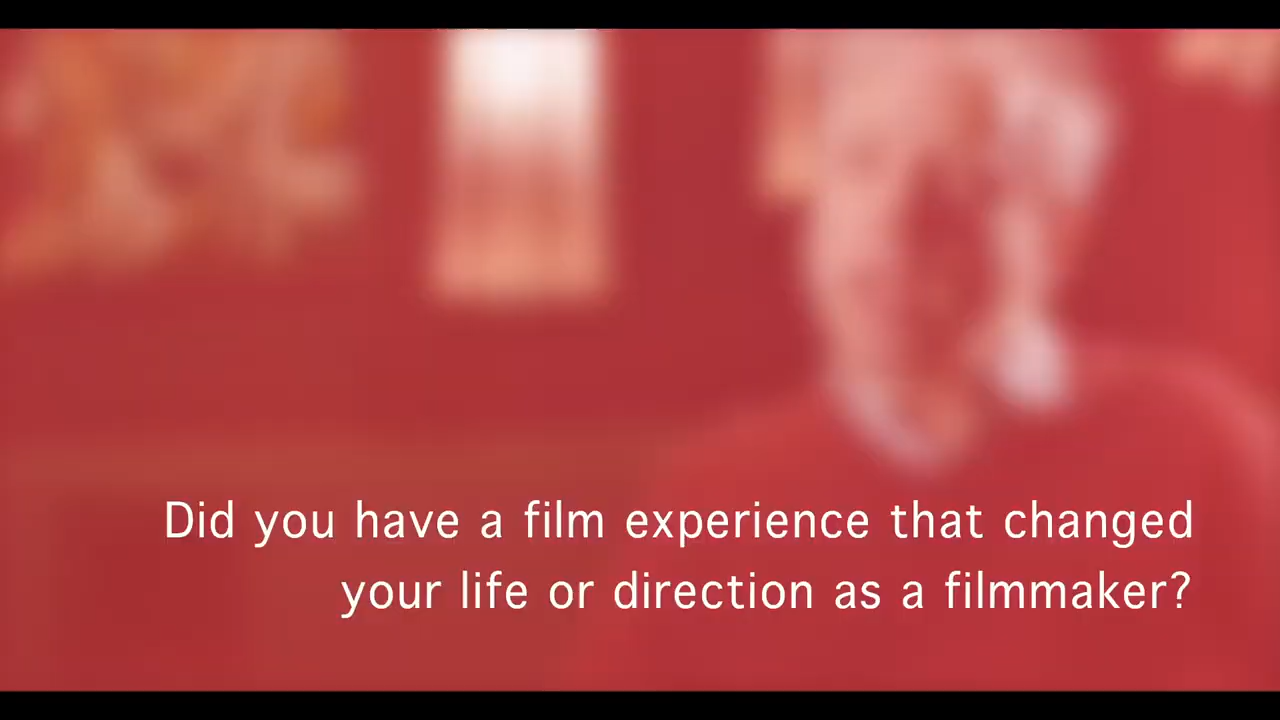 Did you have a film experience that changed
your life or direction as a filmmaker?